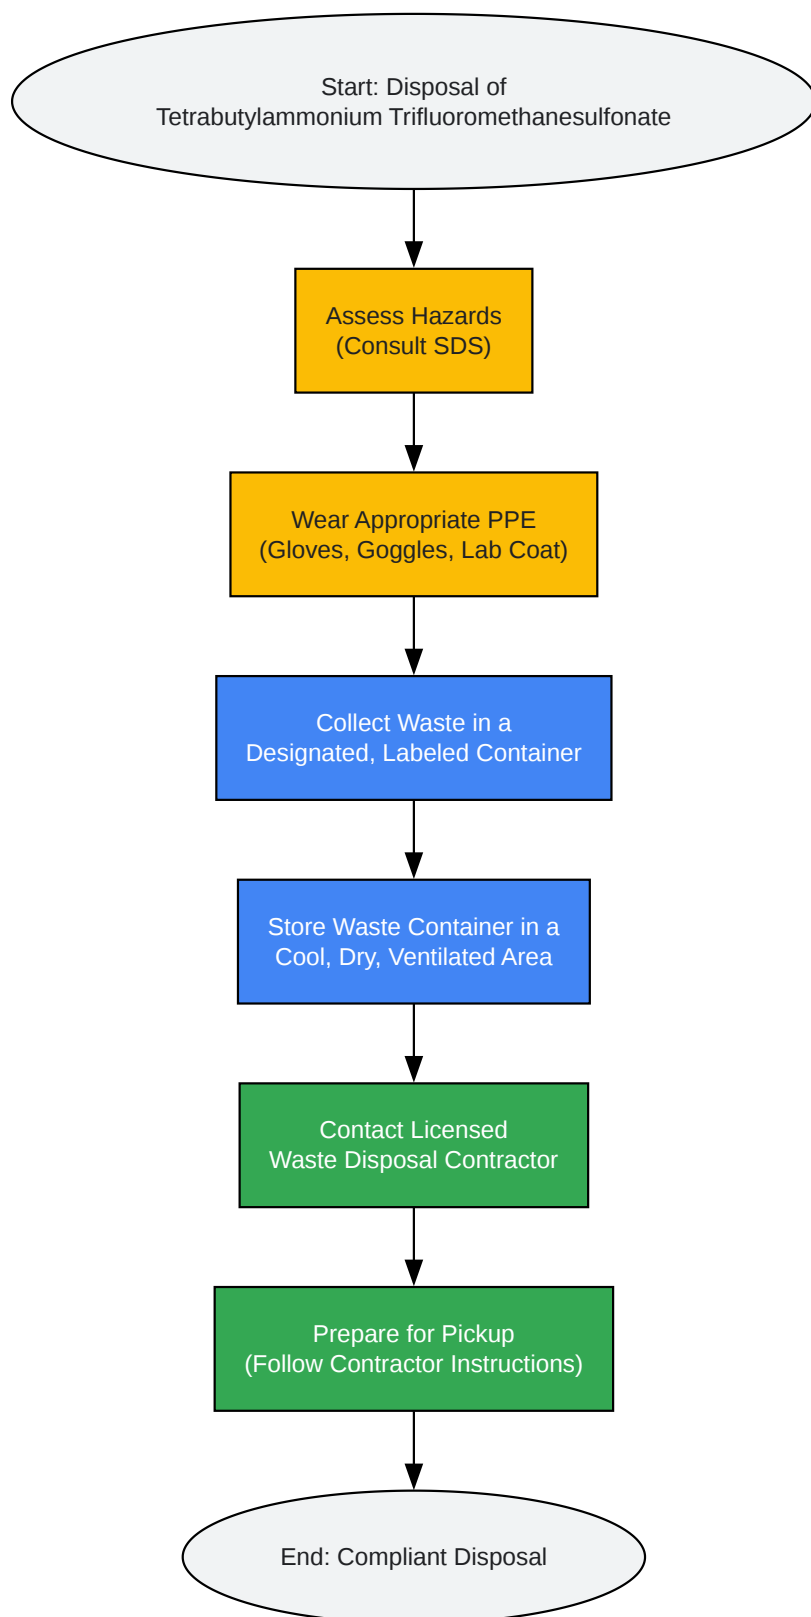 Start: Disposal of
Tetrabutylammonium Trifluoromethanesulfonate
Assess Hazards
(Consult SDS)
Wear Appropriate PPE
(Gloves, Goggles, Lab Coat)
Collect Waste in a
Designated, Labeled Container
Store Waste Container in a
Cool, Dry, Ventilated Area
Contact Licensed
Waste Disposal Contractor
Prepare for Pickup
(Follow Contractor Instructions)
End: Compliant Disposal